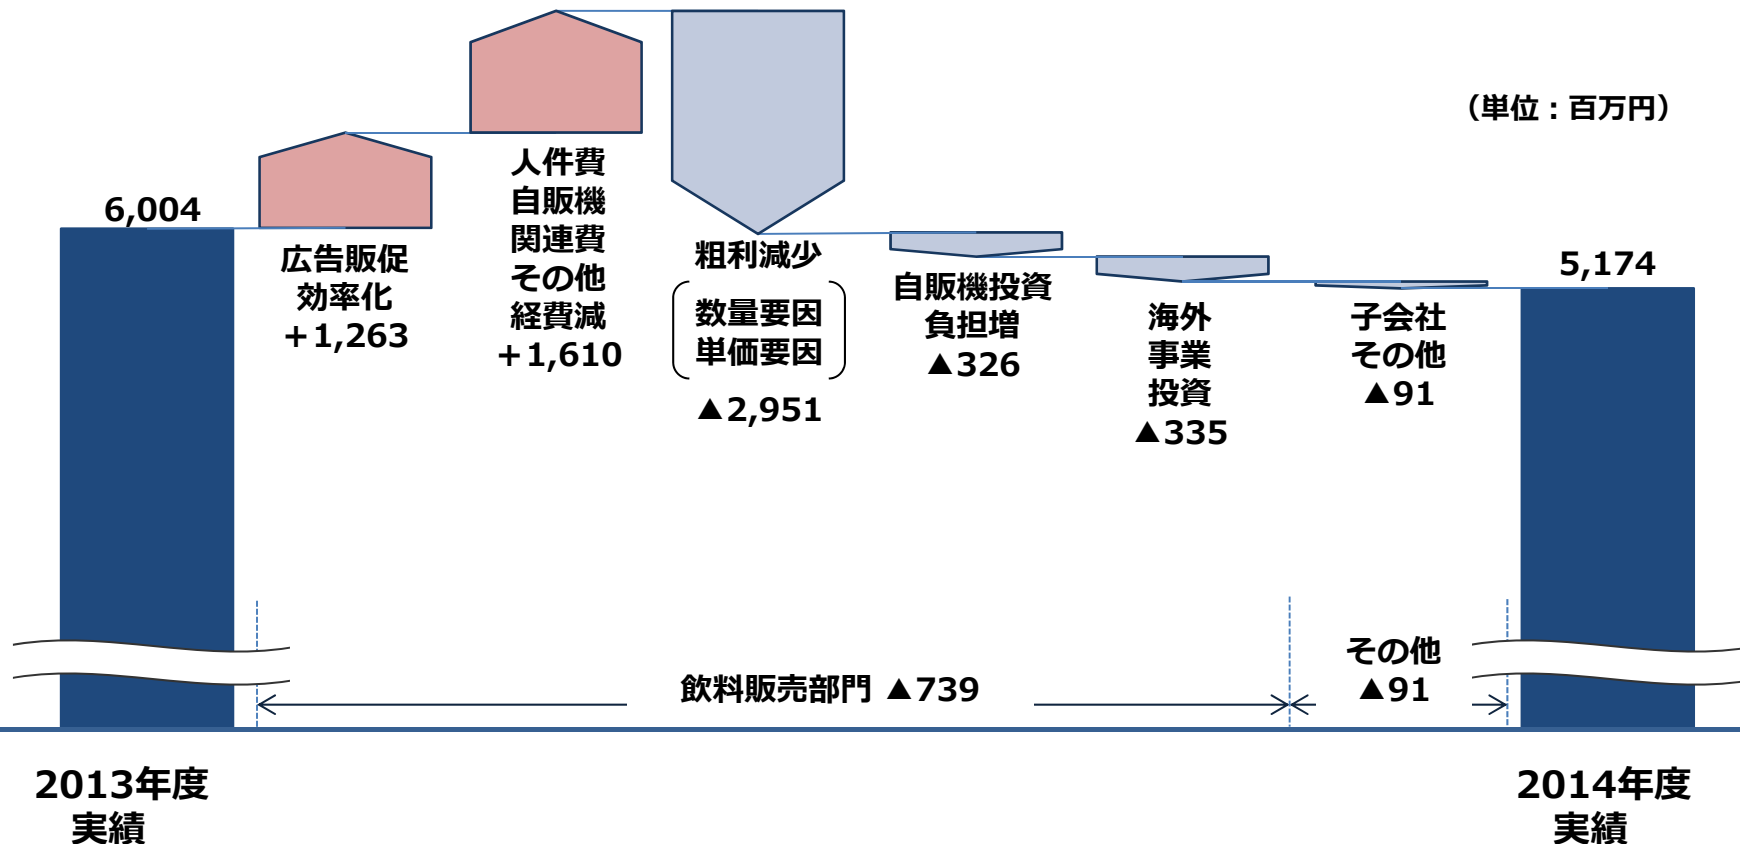 (単位：百万円)
6,004
広告販促
効率化
+1,263
人件費
自販機
関連費
その他
経費減
+1,610
粗利減少
数量要因
単価要因
▲2,951
自販機投資
負担増
▲326
海外
事業
投資
▲335
子会社
その他
▲91
5,174
飲料販売部門 ▲739
その他
▲91
2013年度
実績
2014年度
実績